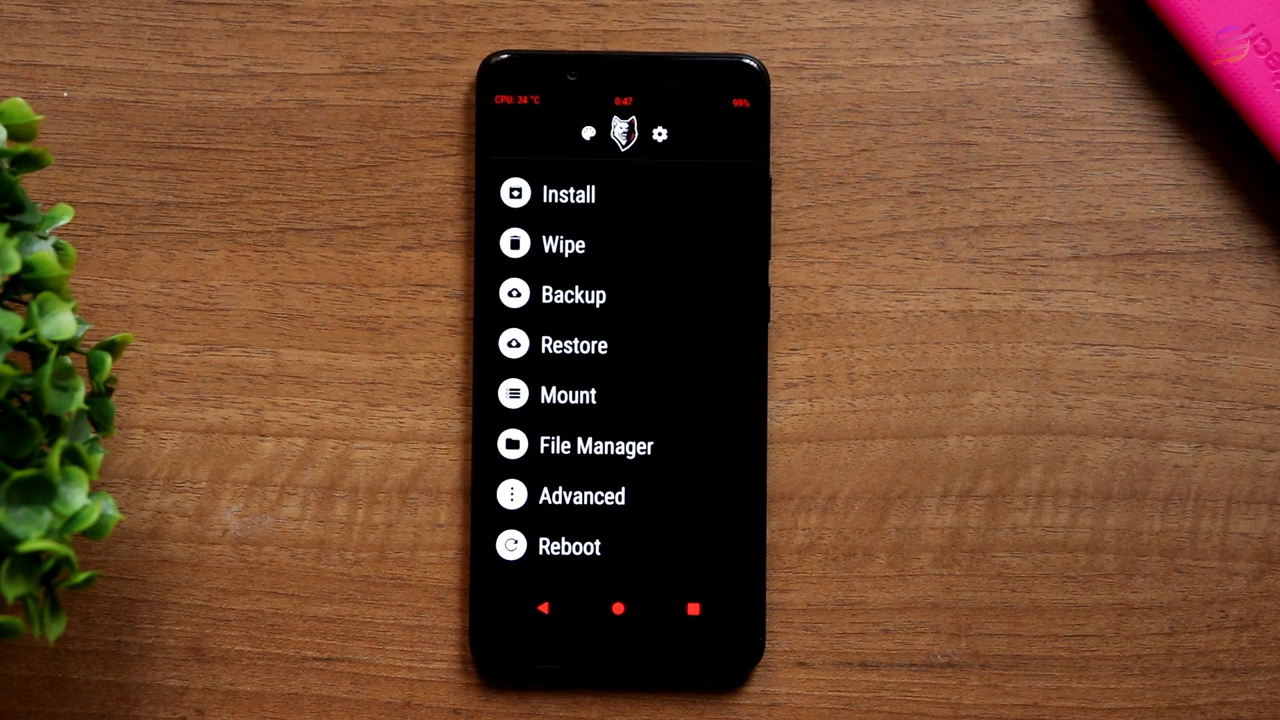 CPU: 34 °C
0:47
99%
Install
Wipe
Backup
Restore
Mount
File Manager
Advanced
Reboot